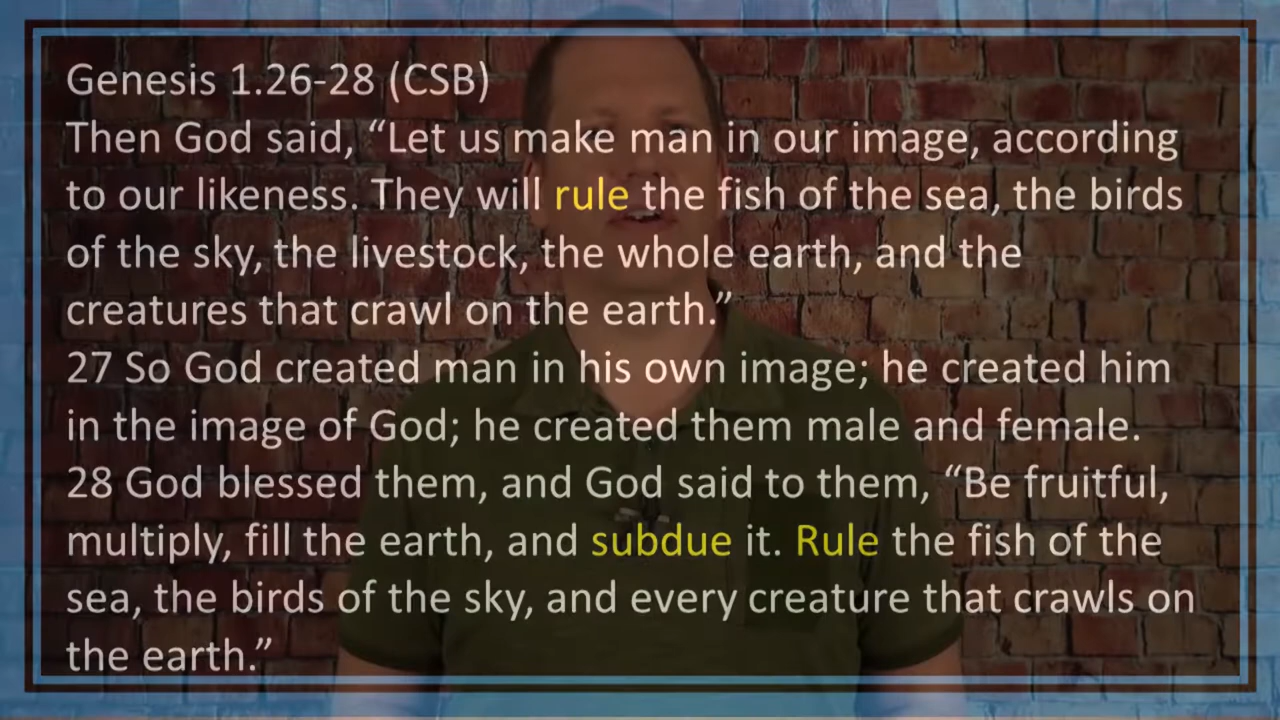 Genesis 1.26-28 (CSB)
Then God said, “Let us make man in our image, according
to our likeness. They will rule the fish of the sea, the birds
of the sky, the livestock, the whole earth, and the
creatures that crawl on the earth.”
27 So God created man in his own image; he created him
in the image of God; he created them male and female.
28 God blessed them, and God said to them, “Be fruitful,
multiply, fill the earth, and subdue it. Rule the fish of the
sea, the birds of the sky, and every creature that crawls on
the earth.”